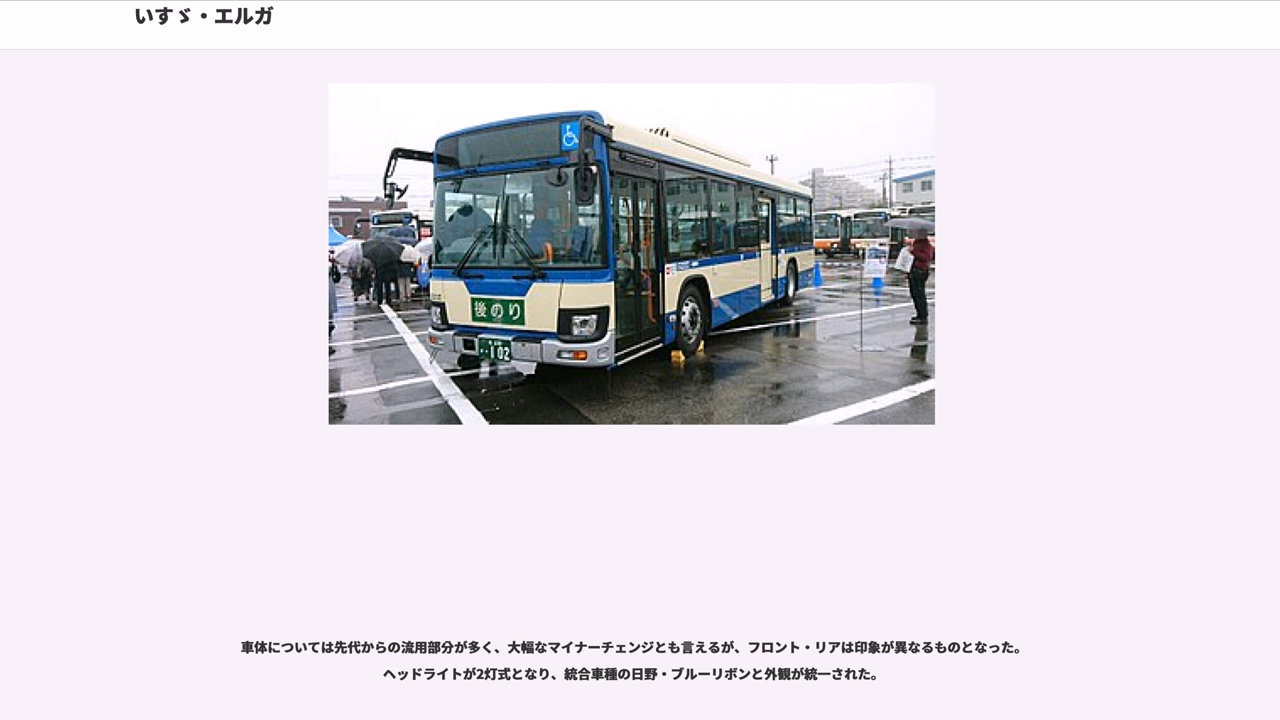 いすゞ・エルガ
後のり
102
車体については先代からの流用部分が多く、大幅なマイナーチェンジとも言えるが、フロント・リアは印象が異なるものとなった。
ヘッドライトが2灯式となり、統合車種の日野・ブルーリボンと外観が統一された。